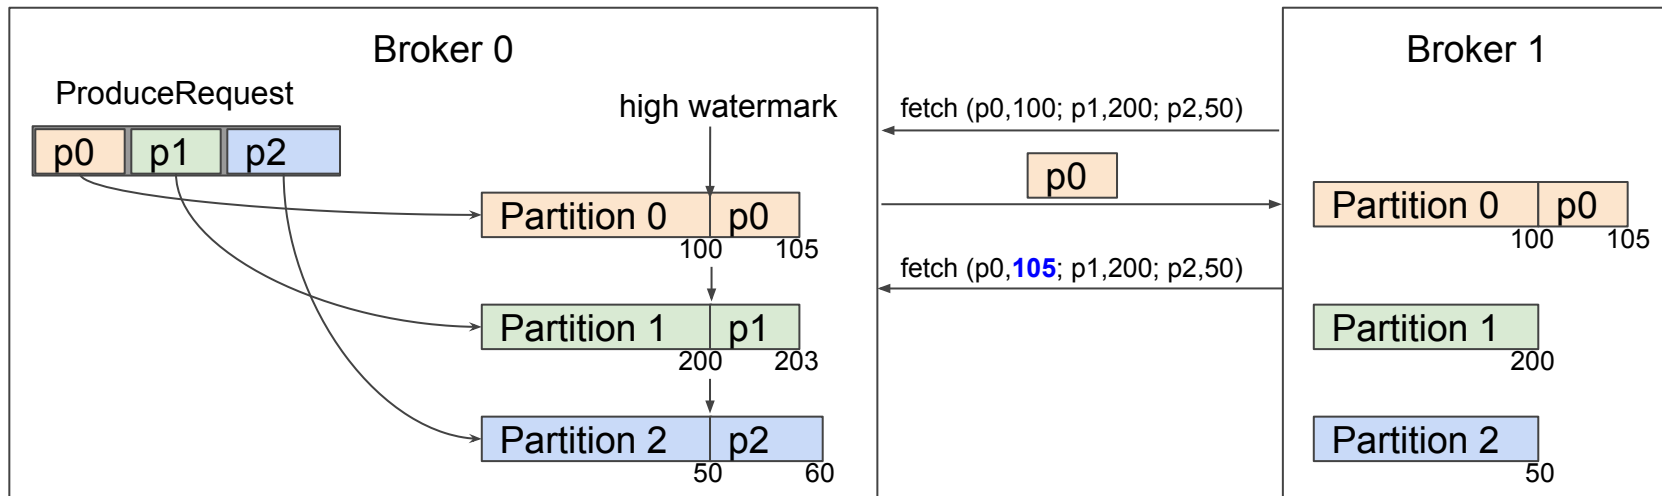 Broker 0
ProduceRequest
p0 p1 p2
high watermark
Partition 0 p0
100 105
Partition 1 p1
200 203
Partition 2 p2
50 60
fetch (p0,100; p1,200; p2,50)
p0
fetch (p0,105; p1,200; p2,50)
Broker 1
Partition 0 p0
100 105
Partition 1
200
Partition 2
50